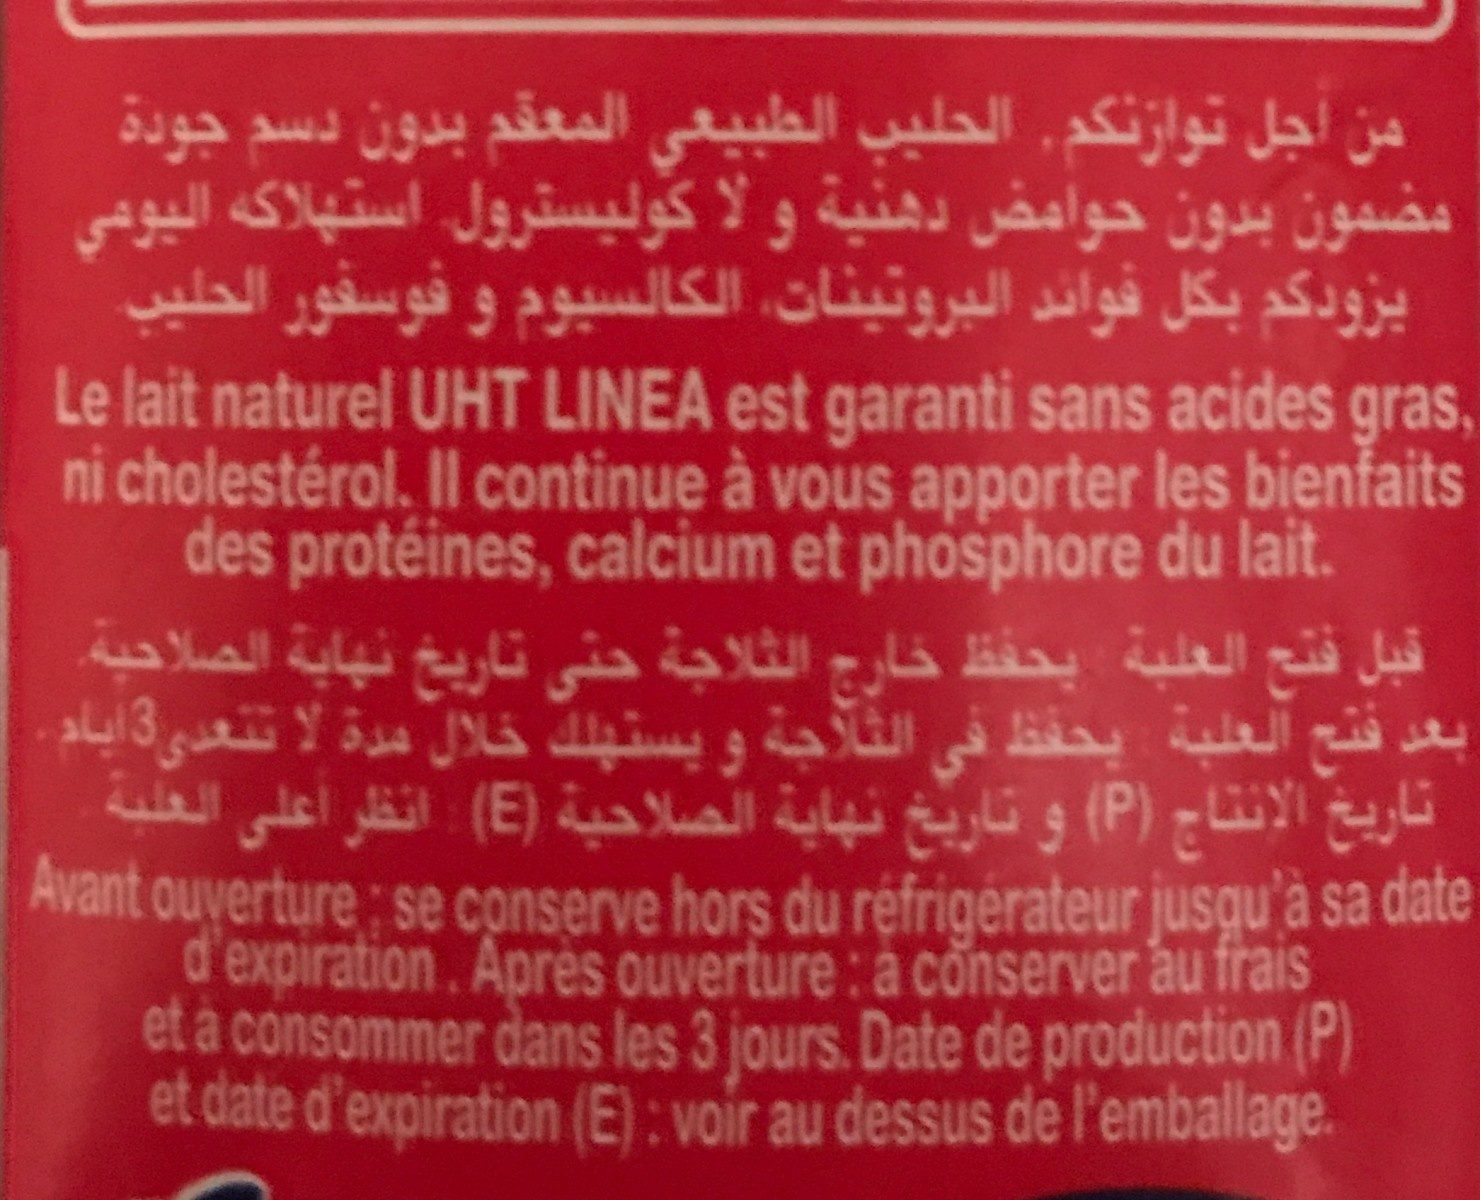 من أجل توازنكم. الحليب الطبيعي المعقم بدون دسم جودة
مضمون بدون حوامض دهنية و لا كوليسترول. استهلاكه اليومي
يزودكم بكل فوائد البروتينات، الكالسيوم و فوسفور الحليب.
Le lait naturel UHT LINEA est garanti sans acides gras,
ni cholestérol. Il continue à vous apporter les bienfaits
des protéines, calcium et phosphore du lait.
قبل فتح العلبة : يحفظ خارج الثلاجة حتى تاريخ نهاية الصلاحية.
بعد فتح العلبة : يحفظ في الثلاجة و يستهلك خلال مدة لا تتعدى 3 أيام.
تاريخ الانتاج (P) و تاريخ نهاية الصلاحية (E) : انظر أعلى العلبة
Avant ouverture : se conserve hors du réfrigérateur jusqu'à sa date
d'expiration . Après ouverture : à conserver au frais
et à consommer dans les 3 jours. Date de production (P)
et date d'expiration (E) : voir au dessus de l'emballage.